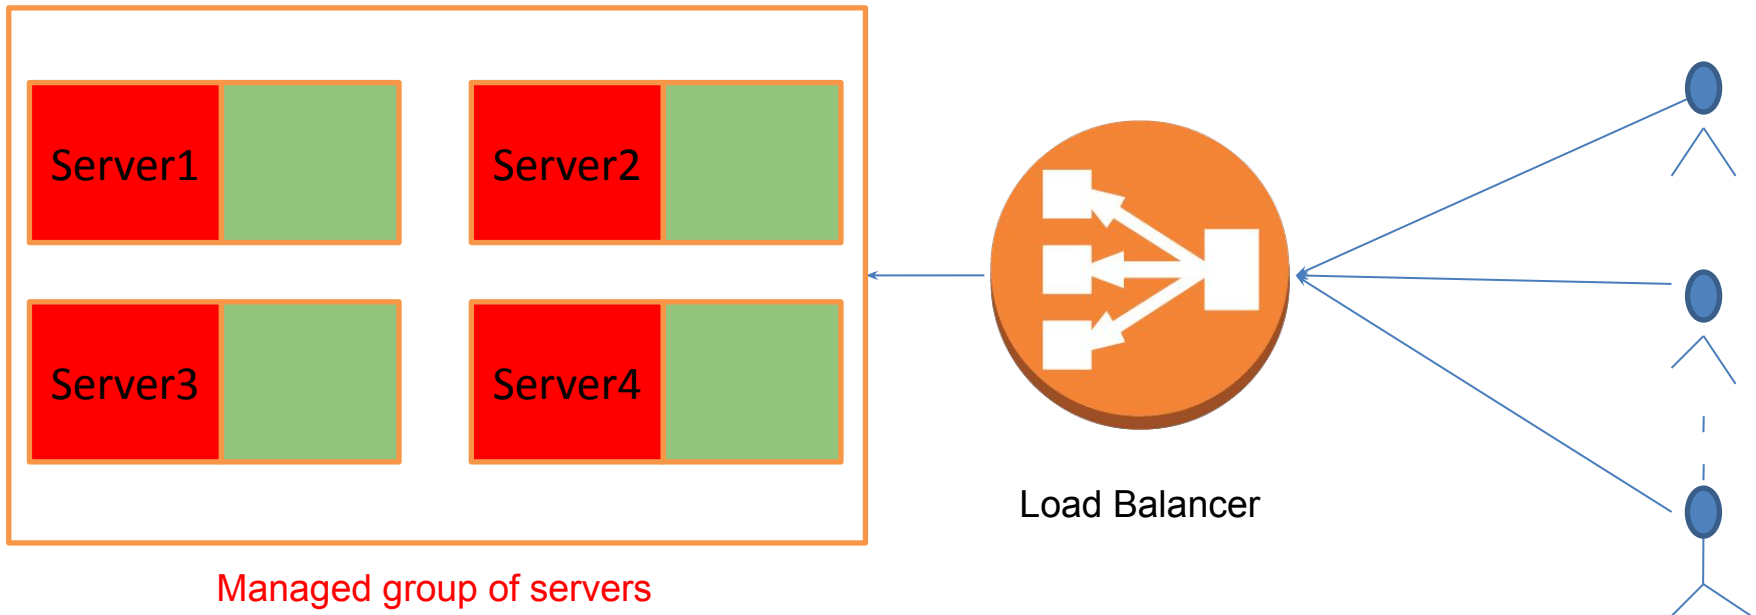 Server1
Server2
Server3
Server4
Load Balancer
Managed group of servers